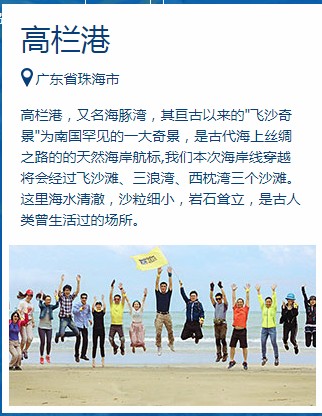 高栏港
广东省珠海市
高栏港，又名海豚湾，其亘古以来的"飞沙奇
景"为南国罕见的一大奇景，是古代海上丝绸
之路的的天然海岸航标,我们本次海岸线穿越
将会经过飞沙滩、三浪湾、西枕湾三个沙滩。
这里海水清澈，沙粒细小，岩石耸立，是古人
类曾生活过的场所。